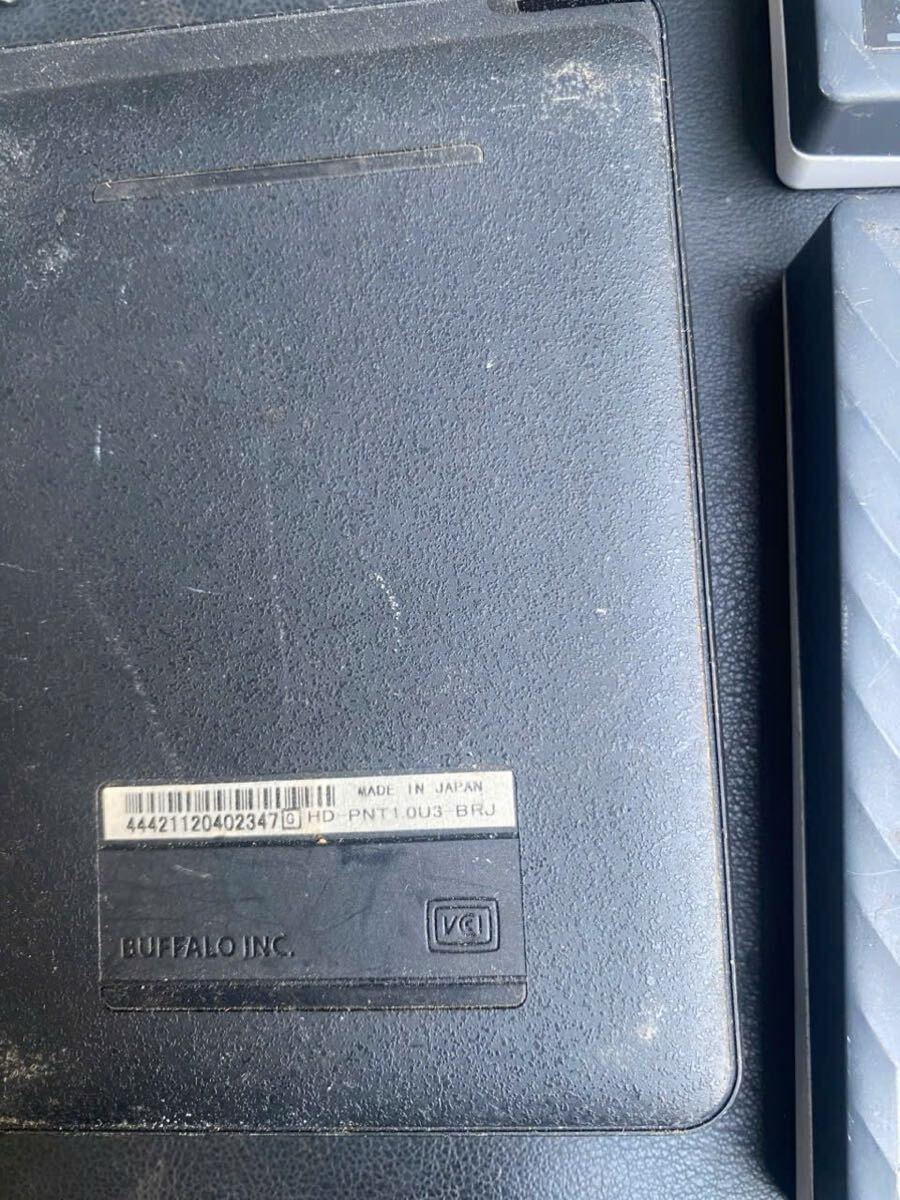 MADE IN JAPAN
44421120402347 G HD-PNT1.0U3-BRJ
BUFFALO INC.
VCI